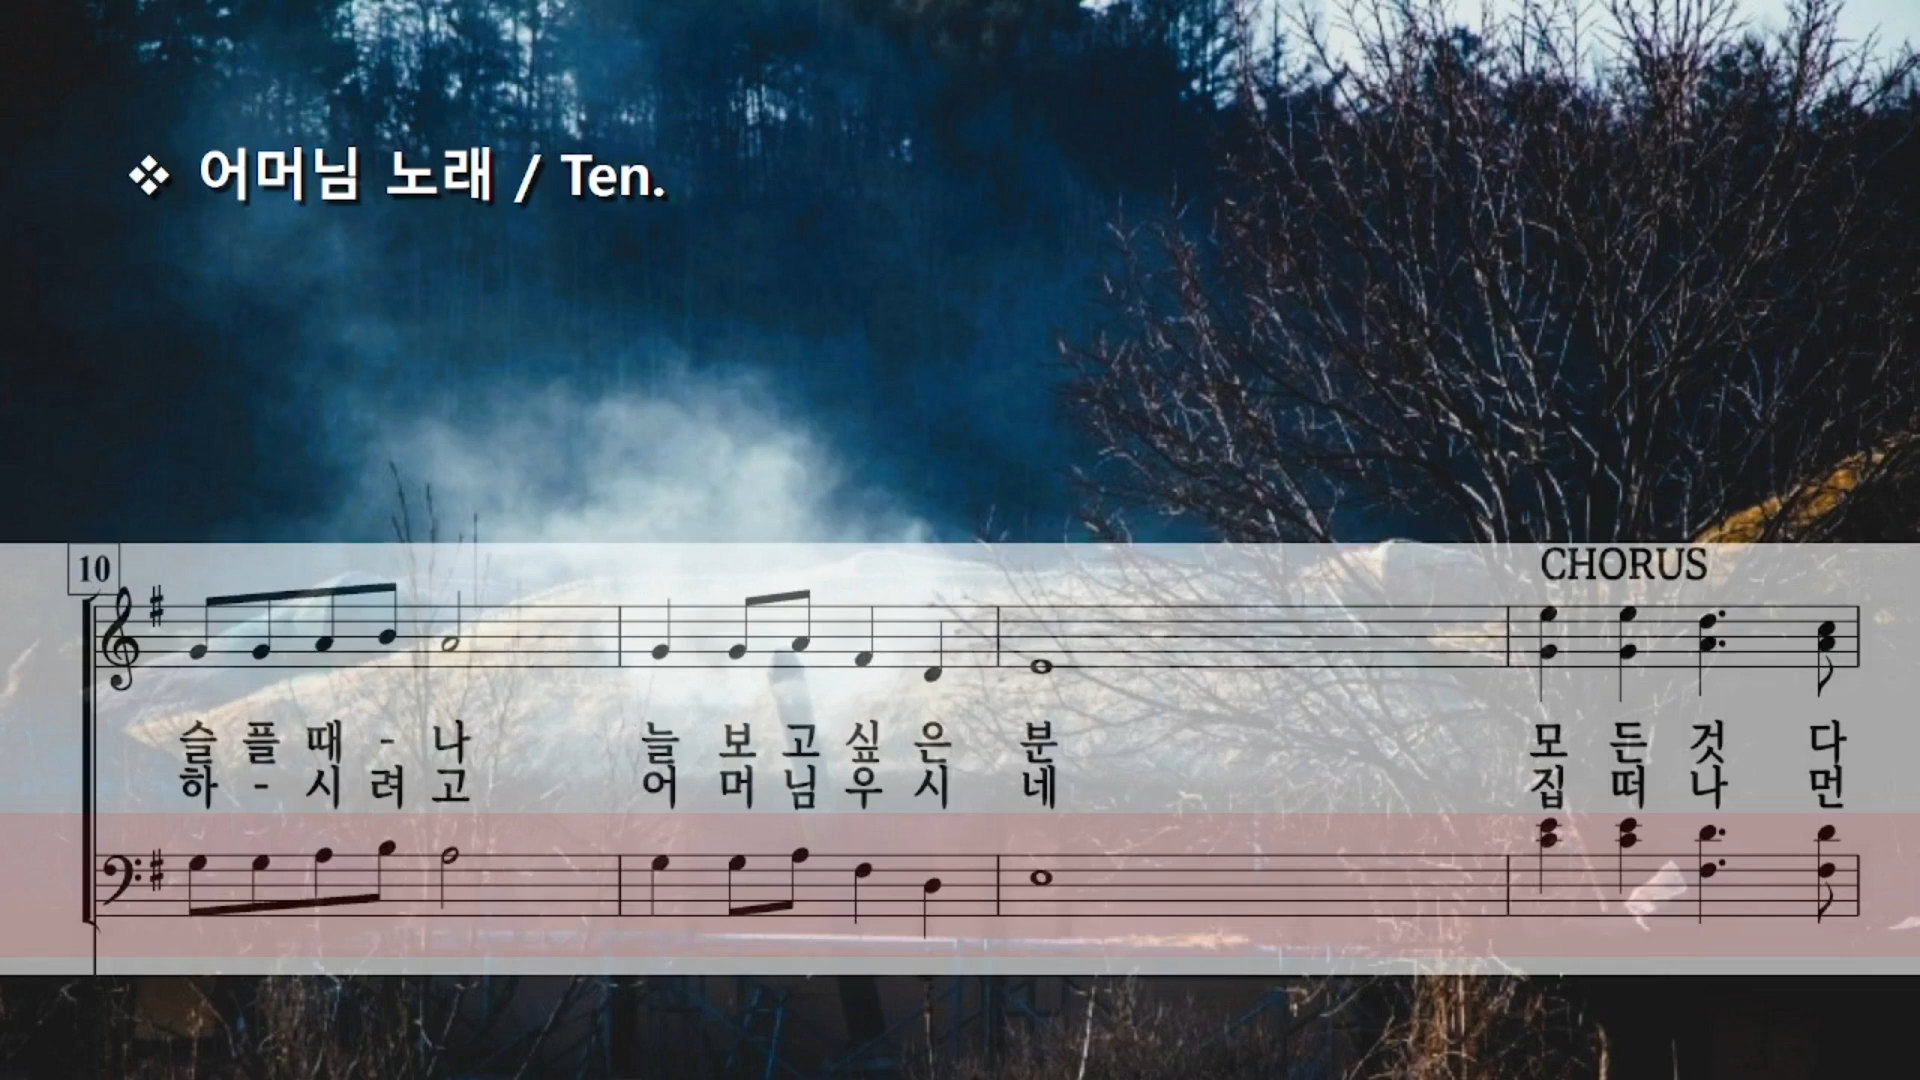 ❖ 어머님 노래 / Ten.
10
CHORUS
슬 플 때 - 나 늘 보 고 싶 은 분 모 든 것 다
하 - 시 려 고 어 머 님 우 시 네 집 떠 나 먼